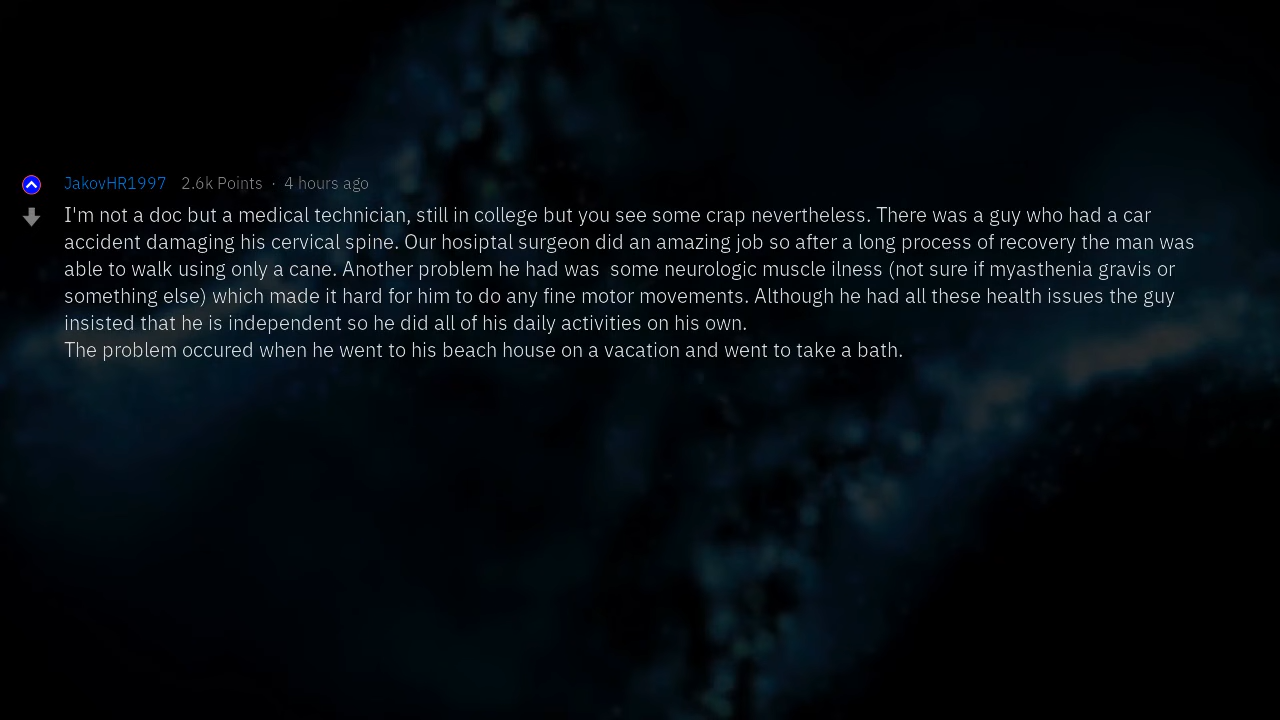 JakovHR1997 2.6k Points · 4 hours ago
I'm not a doc but a medical technician, still in college but you see some crap nevertheless. There was a guy who had a car
accident damaging his cervical spine. Our hosiptal surgeon did an amazing job so after a long process of recovery the man was
able to walk using only a cane. Another problem he had was  some neurologic muscle ilness (not sure if myasthenia gravis or
something else) which made it hard for him to do any fine motor movements. Although he had all these health issues the guy
insisted that he is independent so he did all of his daily activities on his own.
The problem occured when he went to his beach house on a vacation and went to take a bath.